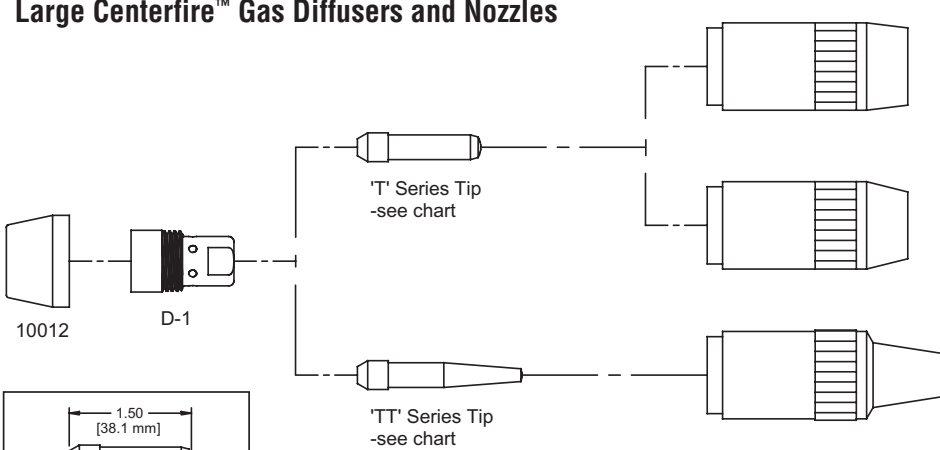 Large Centerfire™ Gas Diffusers and Nozzles
'T' Series Tip
-see chart
10012
D-1
1.50
[38.1 mm]
'TT' Series Tip
-see chart